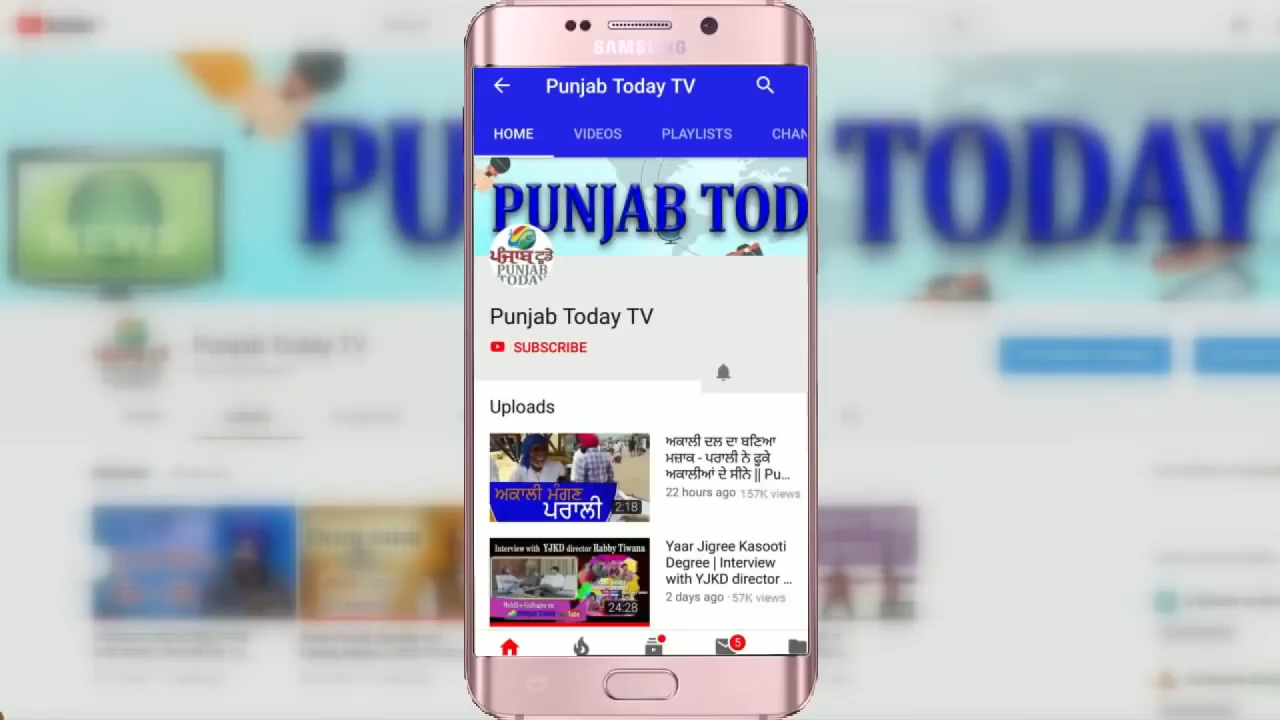 SAMSUNG
Punjab Today TV
HOME VIDEOS PLAYLISTS CHAN
PUNJAB TOD
TODAY
ਪੰਜਾਬ ਟੂਡੇ
PUNJAB
TODAY
Punjab Today TV
SUBSCRIBE
Uploads
ਅਕਾਲੀ ਮੰਗਣ
ਪਰਾਲੀ
2:18
ਅਕਾਲੀ ਦਲ ਦਾ ਬਣਿਆ
ਮਜ਼ਾਕ - ਪਰਾਲੀ ਨੇ ਫੂਕੇ
ਅਕਾਲੀਆਂ ਦੇ ਸੀਨੇ || Pu...
22 hours ago 157K views
Interview with YJKD director Rabby Tiwana
24:28
Yaar Jigree Kasooti
Degree | Interview
with YJKD director ...
2 days ago · 57K views
5